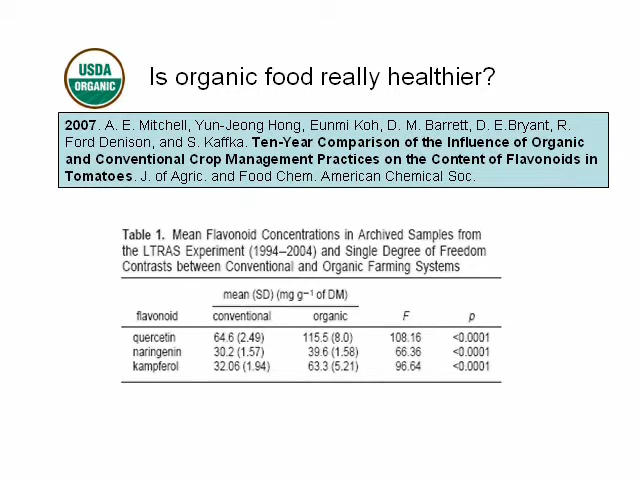 USDA
ORGANIC
Is organic food really healthier?
2007. A. E. Mitchell, Yun-Jeong Hong, Eunmi Koh, D. M. Barrett, D. E.Bryant, R.
Ford Denison, and S. Kaffka. Ten-Year Comparison of the Influence of Organic
and Conventional Crop Management Practices on the Content of Flavonoids in
Tomatoes. J. of Agric. and Food Chem. American Chemical Soc.
Table 1. Mean Flavonoid Concentrations in Archived Samples from
the LTRAS Experiment (1994–2004) and Single Degree of Freedom
Contrasts between Conventional and Organic Farming Systems
mean (SD) (mg g⁻¹ of DM)
flavonoid conventional organic F p
quercetin 64.6 (2.49) 115.5 (8.0) 108.16 <0.0001
naringenin 30.2 (1.57) 39.6 (1.58) 66.36 <0.0001
kampferol 32.06 (1.94) 63.3 (5.21) 96.64 <0.0001